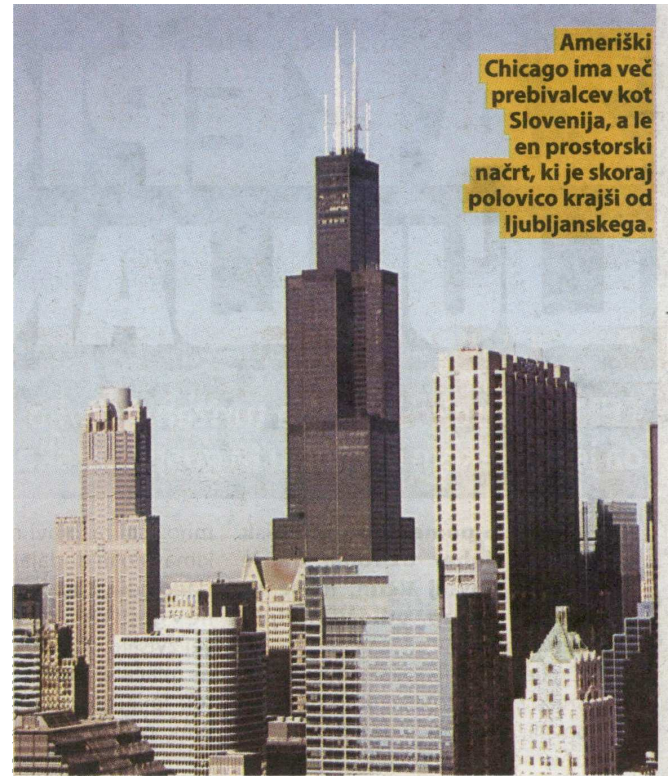 Ameriški
Chicago ima več
prebivalcev kot
Slovenija, a le
en prostorski
načrt, ki je skoraj
polovico krajši od
ljubljanskega.